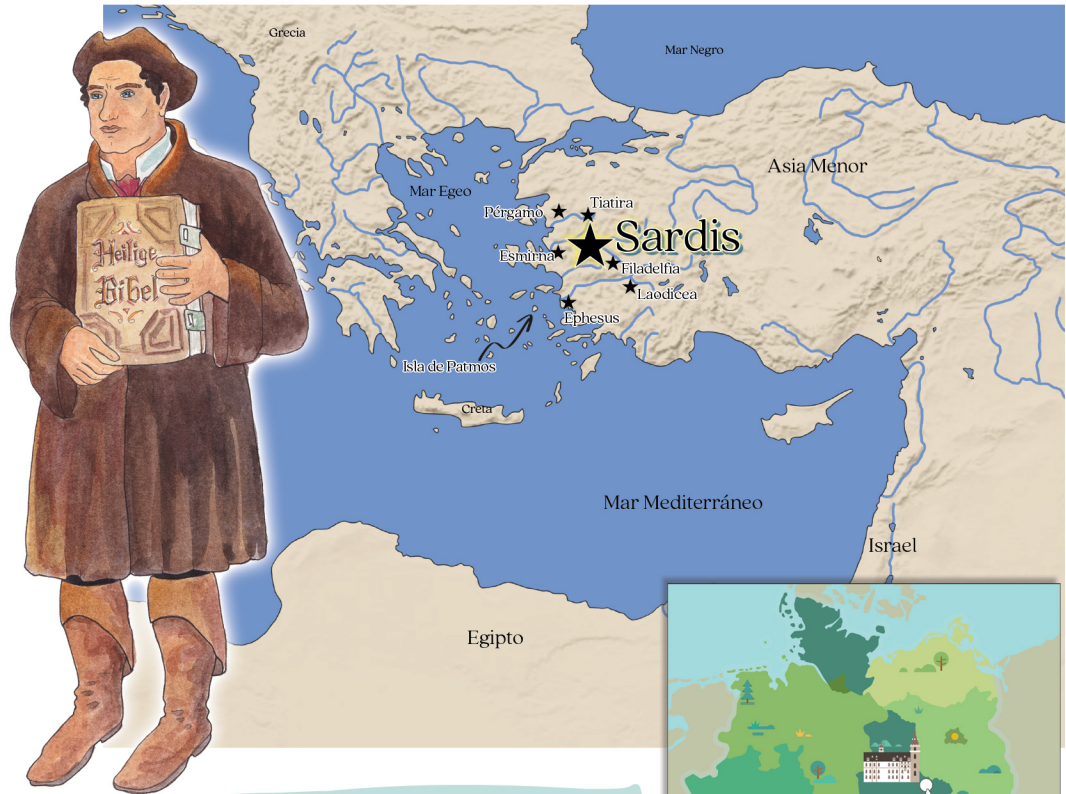 Grecia
Mar Negro
Asia Menor
Mar Egeo
Pérgamo
Tiatira
Sardis
Esmirna
Filadelfia
Laodicea
Ephesus
Isla de Patmos
Creta
Mar Mediterráneo
Israel
Egipto
Heilige
Bibel